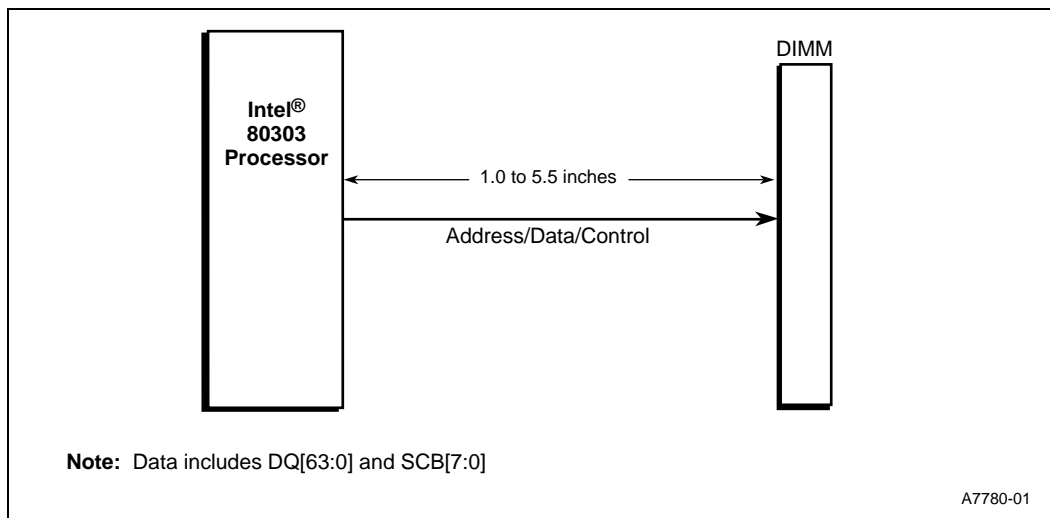 DIMM
Intel®
80303
Processor
1.0 to 5.5 inches
Address/Data/Control
Note: Data includes DQ[63:0] and SCB[7:0]
A7780-01